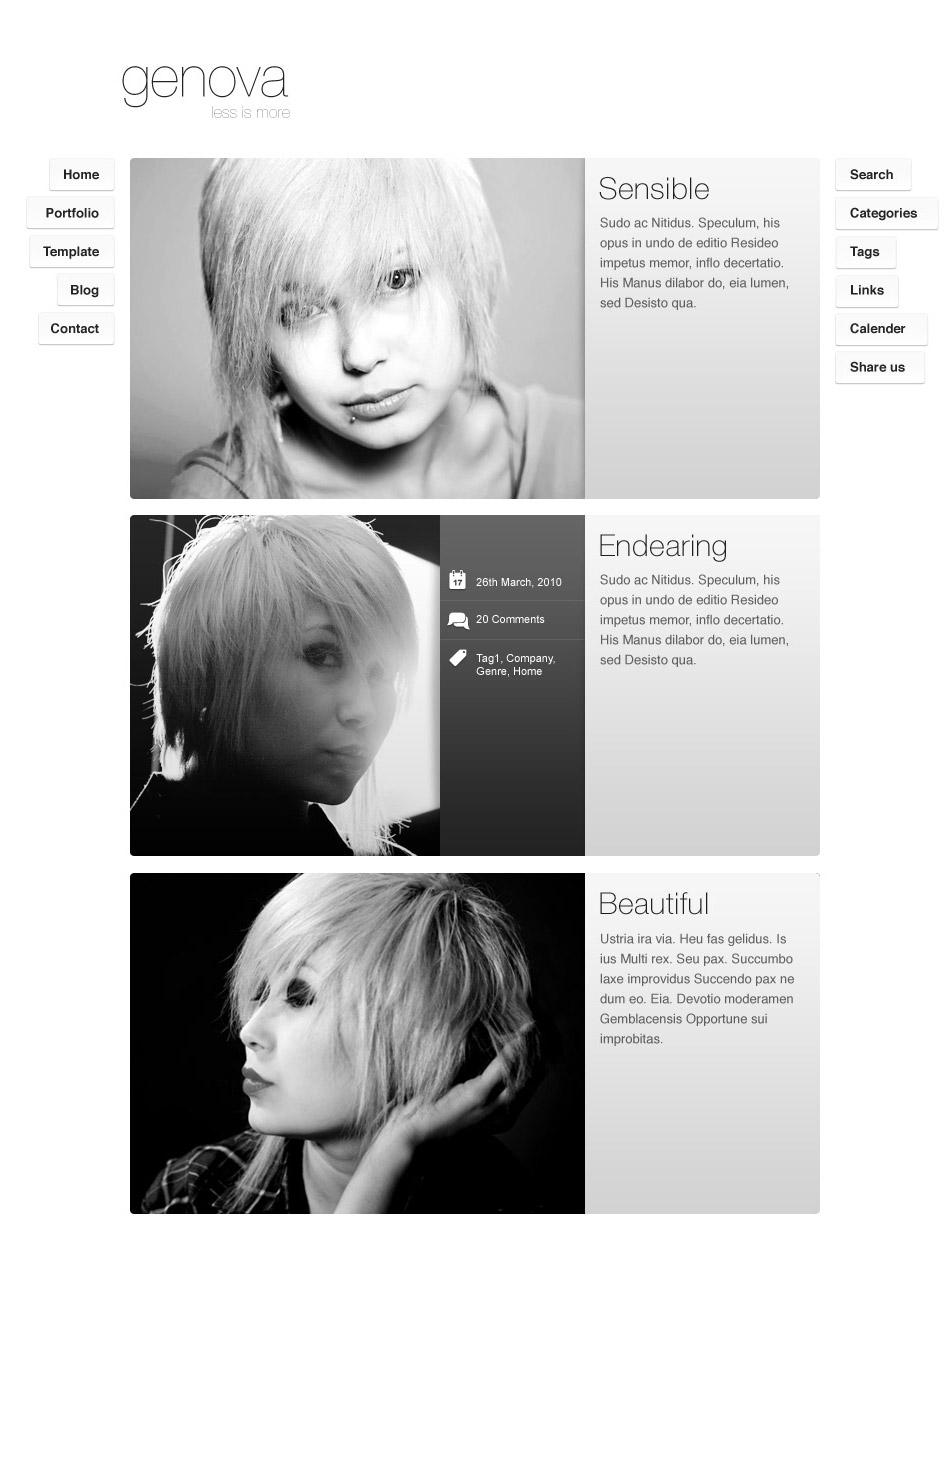 genova
less is more
Home
Portfolio
Template
Blog
Contact
Sensible
Sudo ac Nitidus. Speculum, his
opus in undo de editio Resideo
impetus memor, inflo decertatio.
His Manus dilabor do, eia lumen,
sed Desisto qua.
Search
Categories
Tags
Links
Calender
Share us
17
26th March, 2010
20 Comments
Tag1, Company,
Genre, Home
Endearing
Sudo ac Nitidus. Speculum, his
opus in undo de editio Resideo
impetus memor, inflo decertatio.
His Manus dilabor do, eia lumen,
sed Desisto qua.
Beautiful
Ustria ira via. Heu fas gelidus. Is
ius Multi rex. Seu pax. Succumbo
laxe improvidus Succendo pax ne
dum eo. Eia. Devotio moderamen
Gemblacensis Opportune sui
improbitas.